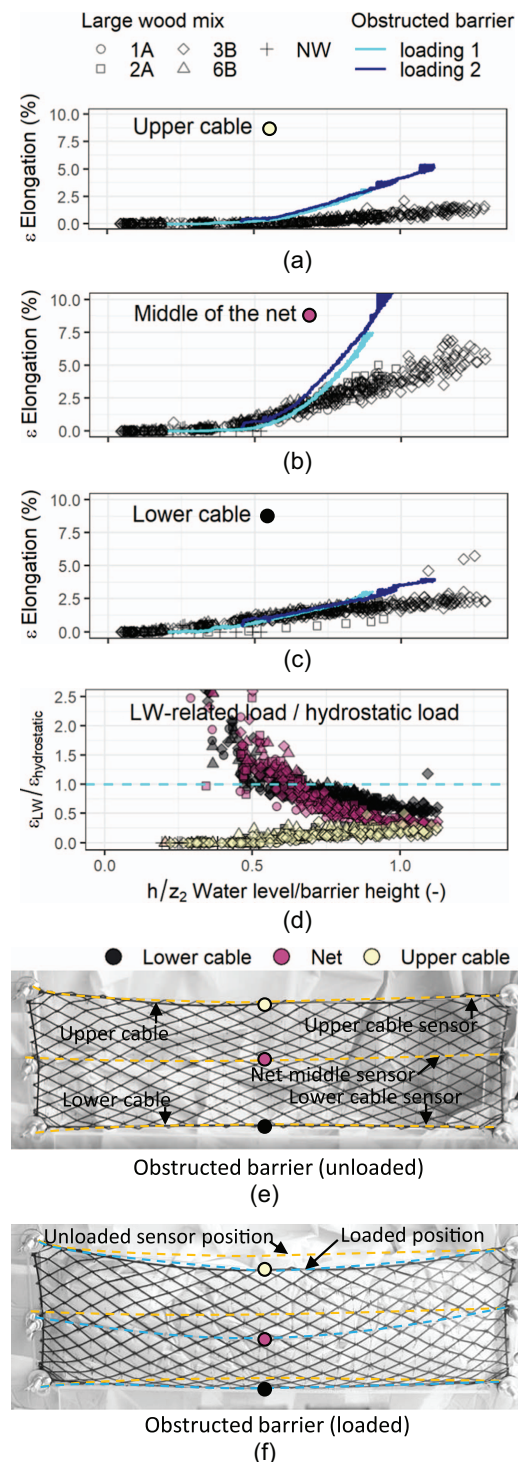 Large wood mix
Obstructed barrier
1A 3B NW loading 1
2A 6B loading 2
10.0
7.5
5.0
2.5
0.0
ε Elongation (%)
Upper cable
(a)
10.0
7.5
5.0
2.5
0.0
ε Elongation (%)
Middle of the net
(b)
10.0
7.5
5.0
2.5
0.0
ε Elongation (%)
Lower cable
(c)
2.5
2.0
1.5
1.0
0.5
0.0
εLW/εhydrostatic
LW-related load / hydrostatic load
0.0 0.5 1.0
h/z2 Water level/barrier height (-)
(d)
Lower cable Net Upper cable
Upper cable
Upper cable sensor
Net middle sensor
Lower cable
Lower cable sensor
Obstructed barrier (unloaded)
(e)
Unloaded sensor position
Loaded position
Obstructed barrier (loaded)
(f)